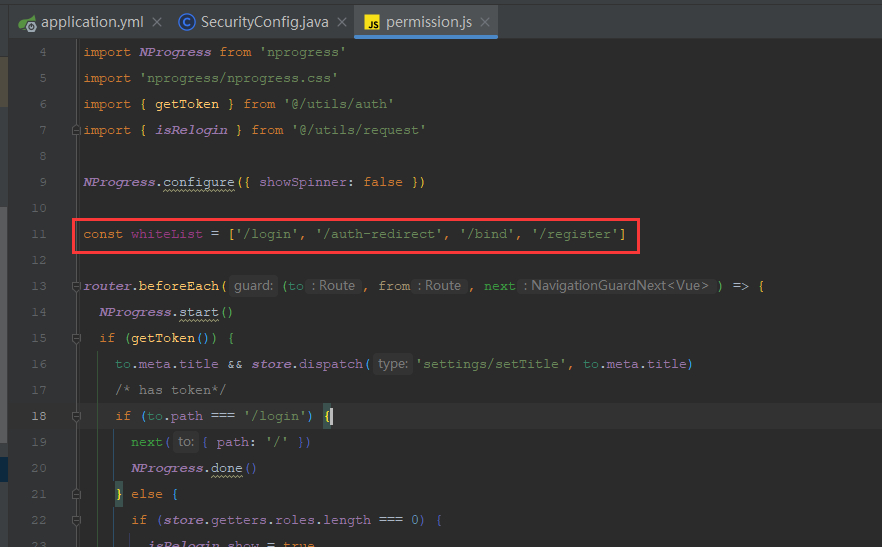 application.yml SecurityConfig.java permission.js
4 import NProgress from 'nprogress'
5 import 'nprogress/nprogress.css'
6 import { getToken } from '@/utils/auth'
7 import { isRelogin } from '@/utils/request'
8
9 NProgress.configure({ showSpinner: false })
10
11 const whiteList = ['/login', '/auth-redirect', '/bind', '/register']
12
13 router.beforeEach( guard: (to : Route , from : Route , next : NavigationGuardNext<Vue> ) => {
14 NProgress.start()
15 if (getToken()) {
16 to.meta.title && store.dispatch( type: 'settings/setTitle', to.meta.title)
17 /* has token*/
18 if (to.path === '/login') {
19 next( to: { path: '/' })
20 NProgress.done()
21 } else {
22 if (store.getters.roles.length === 0) {
23 isRelogin.show = true